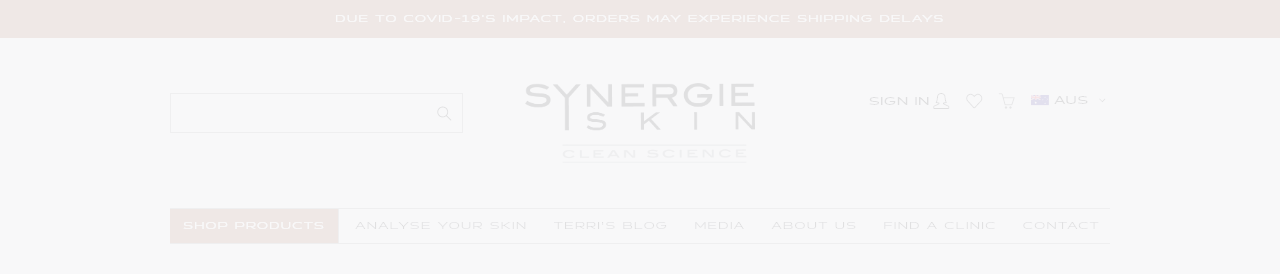 DUE TO COVID-19'S IMPACT, ORDERS MAY EXPERIENCE SHIPPING DELAYS
SYNERGIE
SKIN
CLEAN SCIENCE
SIGN IN
AUS
SHOP PRODUCTS ANALYSE YOUR SKIN TERRI'S BLOG MEDIA ABOUT US FIND A CLINIC CONTACT